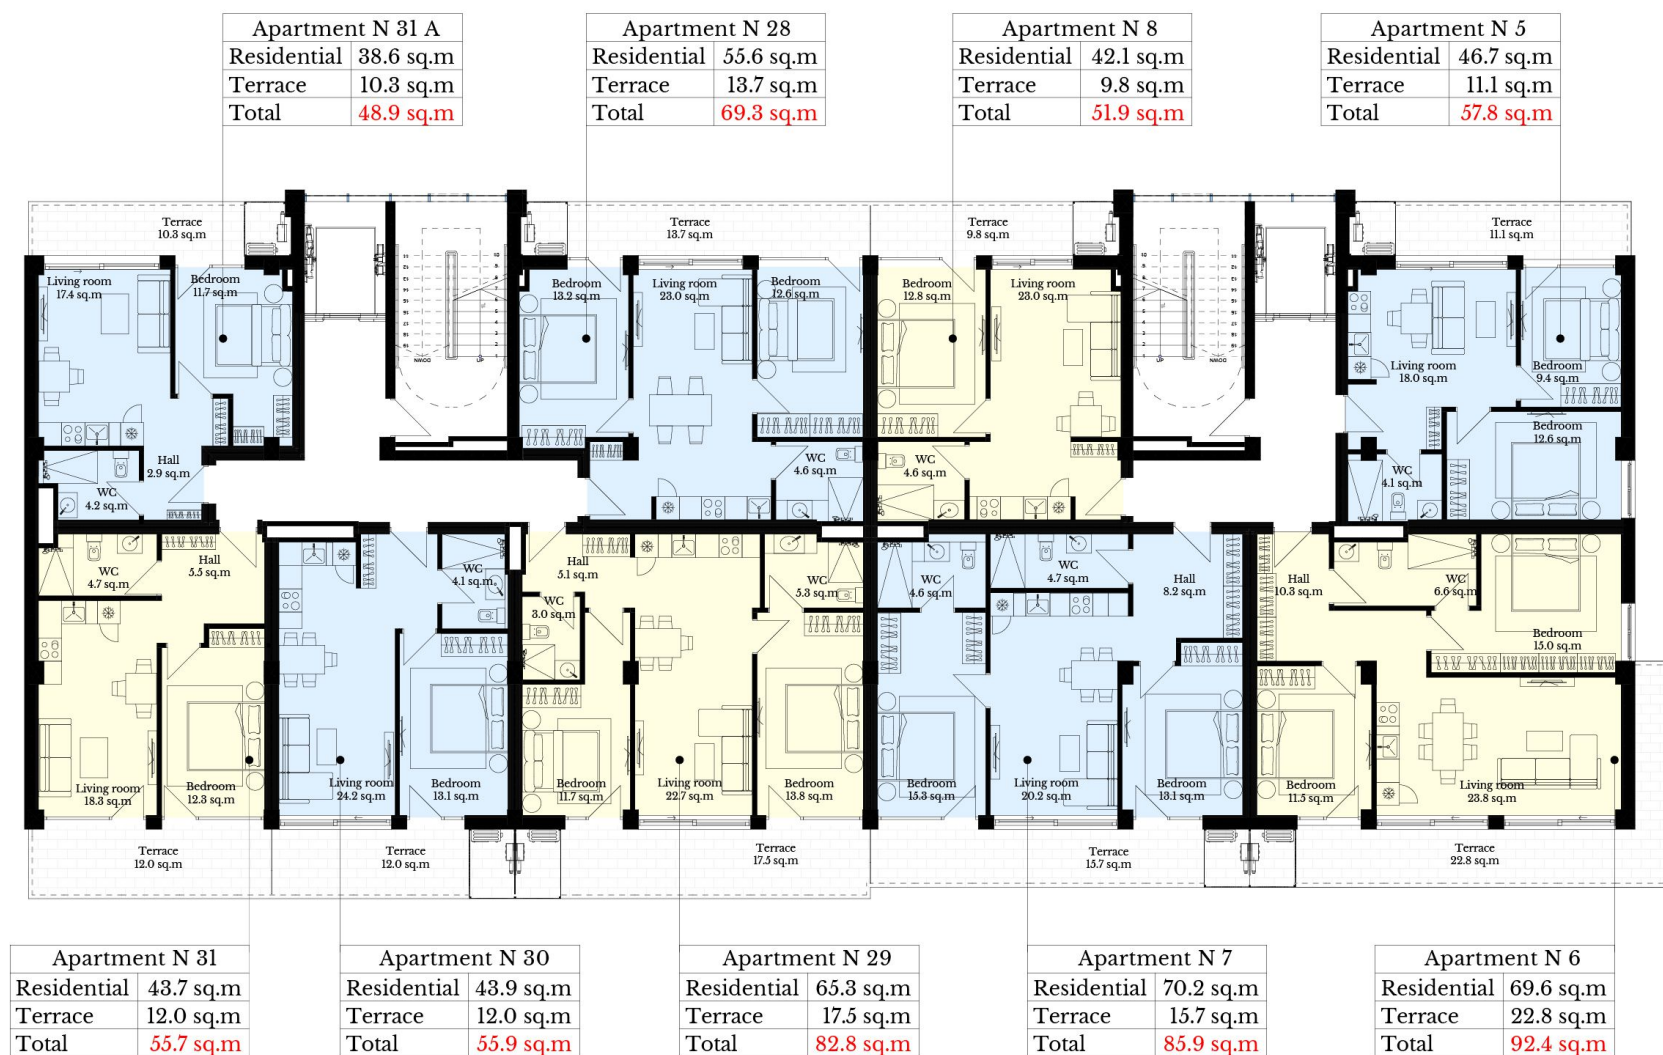 Apartment N 31 A
Residential 38.6 sq.m
Terrace 10.3 sq.m
Total 48.9 sq.m
Apartment N 28
Residential 55.6 sq.m
Terrace 13.7 sq.m
Total 69.3 sq.m
Apartment N 8
Residential 42.1 sq.m
Terrace 9.8 sq.m
Total 51.9 sq.m
Apartment N 5
Residential 46.7 sq.m
Terrace 11.1 sq.m
Total 57.8 sq.m
Terrace
10.3 sq.m
Terrace
13.7 sq.m
Terrace
9.8 sq.m
Terrace
11.1 sq.m
Living room
17.4 sq.m
Bedroom
11.7 sq.m
Hall
2.9 sq.m
WC
4.2 sq.m
UP
DOWN
Bedroom
13.2 sq.m
Living room
23.0 sq.m
Bedroom
12.6 sq.m
WC
4.6 sq.m
Bedroom
12.8 sq.m
Living room
23.0 sq.m
WC
4.6 sq.m
UP
DOWN
Living room
18.0 sq.m
Bedroom
9.4 sq.m
Bedroom
12.6 sq.m
WC
4.1 sq.m
WC
4.7 sq.m
Hall
5.5 sq.m
Living room
18.3 sq.m
Bedroom
12.3 sq.m
WC
4.1 sq.m
Living room
24.2 sq.m
Bedroom
13.1 sq.m
Hall
5.1 sq.m
WC
3.0 sq.m
WC
5.3 sq.m
Bedroom
11.7 sq.m
Living room
22.7 sq.m
Bedroom
13.8 sq.m
WC
4.6 sq.m
WC
4.7 sq.m
Hall
8.2 sq.m
Bedroom
15.3 sq.m
Living room
20.2 sq.m
Bedroom
13.1 sq.m
Hall
10.3 sq.m
WC
6.6 sq.m
Bedroom
15.0 sq.m
Bedroom
11.5 sq.m
Living room
23.8 sq.m
Terrace
12.0 sq.m
Terrace
12.0 sq.m
Terrace
17.5 sq.m
Terrace
15.7 sq.m
Terrace
22.8 sq.m
Apartment N 31
Residential 43.7 sq.m
Terrace 12.0 sq.m
Total 55.7 sq.m
Apartment N 30
Residential 43.9 sq.m
Terrace 12.0 sq.m
Total 55.9 sq.m
Apartment N 29
Residential 65.3 sq.m
Terrace 17.5 sq.m
Total 82.8 sq.m
Apartment N 7
Residential 70.2 sq.m
Terrace 15.7 sq.m
Total 85.9 sq.m
Apartment N 6
Residential 69.6 sq.m
Terrace 22.8 sq.m
Total 92.4 sq.m